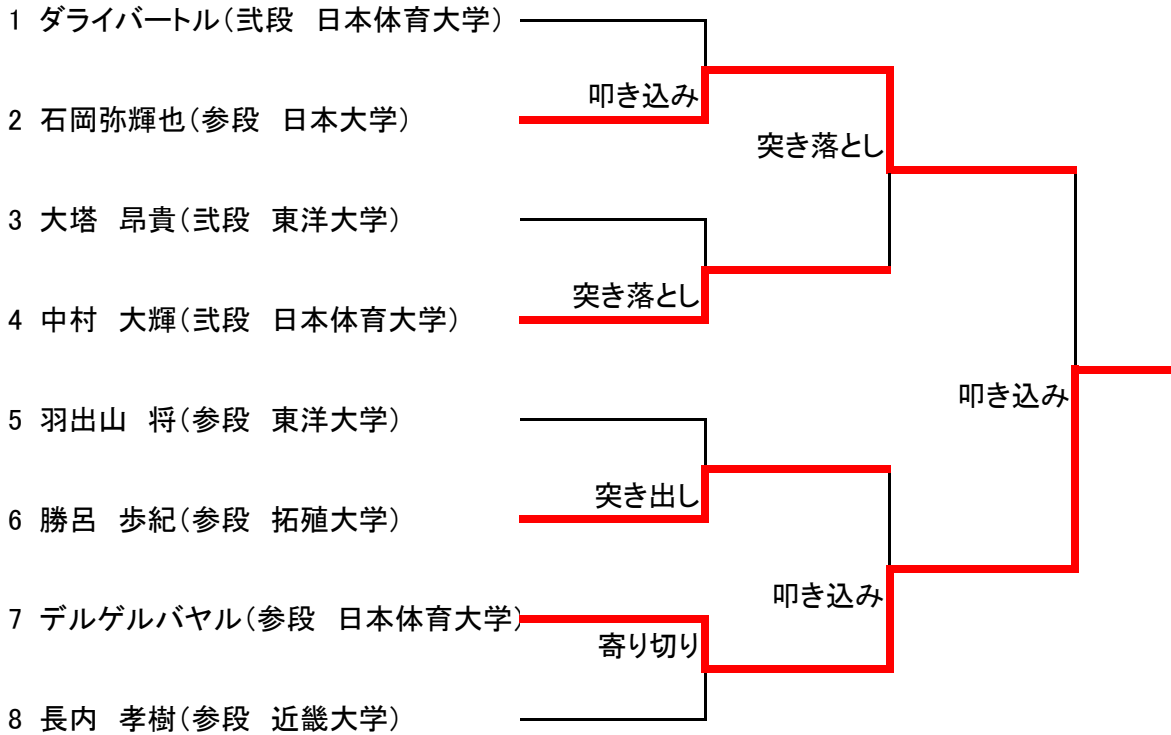 1 ダライバートル（弐段　日本体育大学）
叩き込み
2 石岡弥輝也（参段　日本大学）
突き落とし
3 大塔　昂貴（弐段　東洋大学）
突き落とし
4 中村　大輝（弐段　日本体育大学）
叩き込み
5 羽出山　将（参段　東洋大学）
突き出し
6 勝呂　歩紀（参段　拓殖大学）
叩き込み
7 デルゲルバヤル（参段　日本体育大学）
寄り切り
8 長内　孝樹（参段　近畿大学）